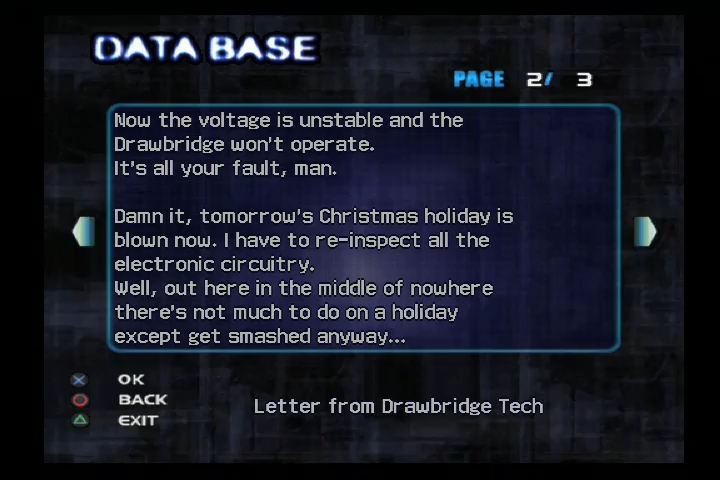 DATA BASE
PAGE 2/ 3
Now the voltage is unstable and the
Drawbridge won't operate.
It's all your fault, man.
Damn it, tomorrow's Christmas holiday is
blown now. I have to re-inspect all the
electronic circuitry.
Well, out here in the middle of nowhere
there's not much to do on a holiday
except get smashed anyway...
OK
BACK
EXIT
Letter from Drawbridge Tech